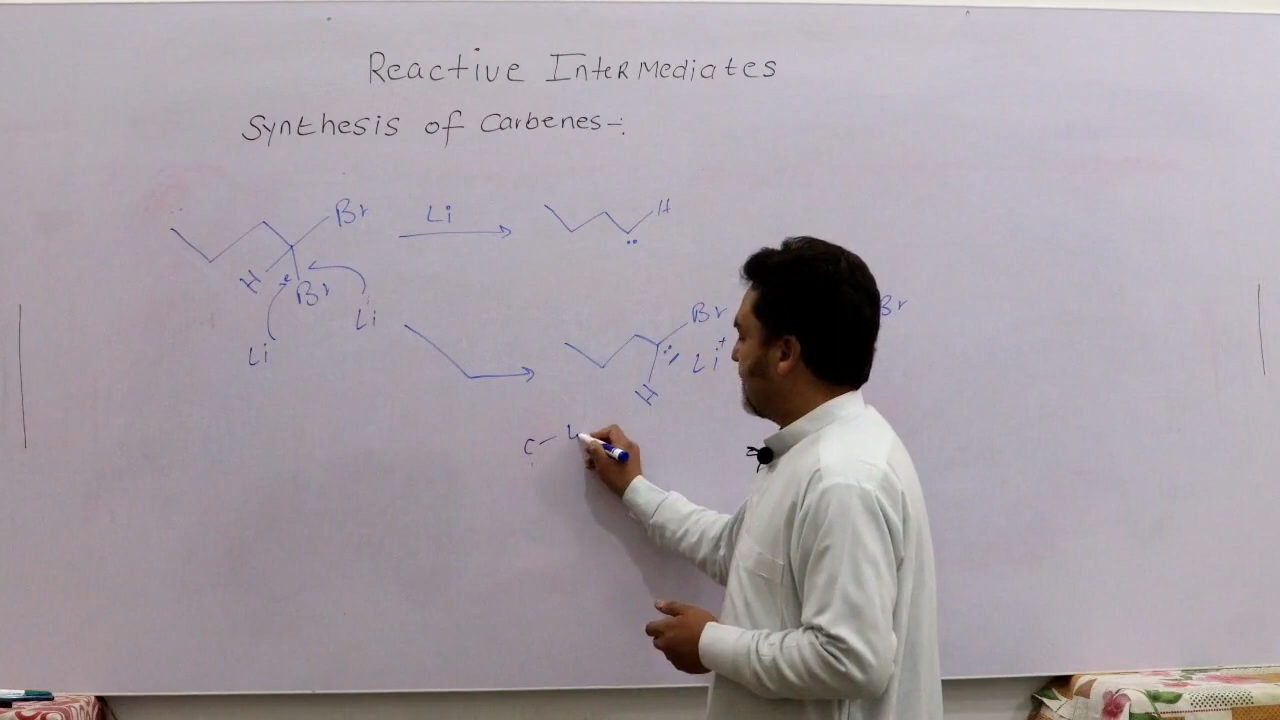 Reactive Intermediates
Synthesis of Carbenes-:
Br
Li
H
H
Br
Li
Li
Br
Li+
H
Br
C-